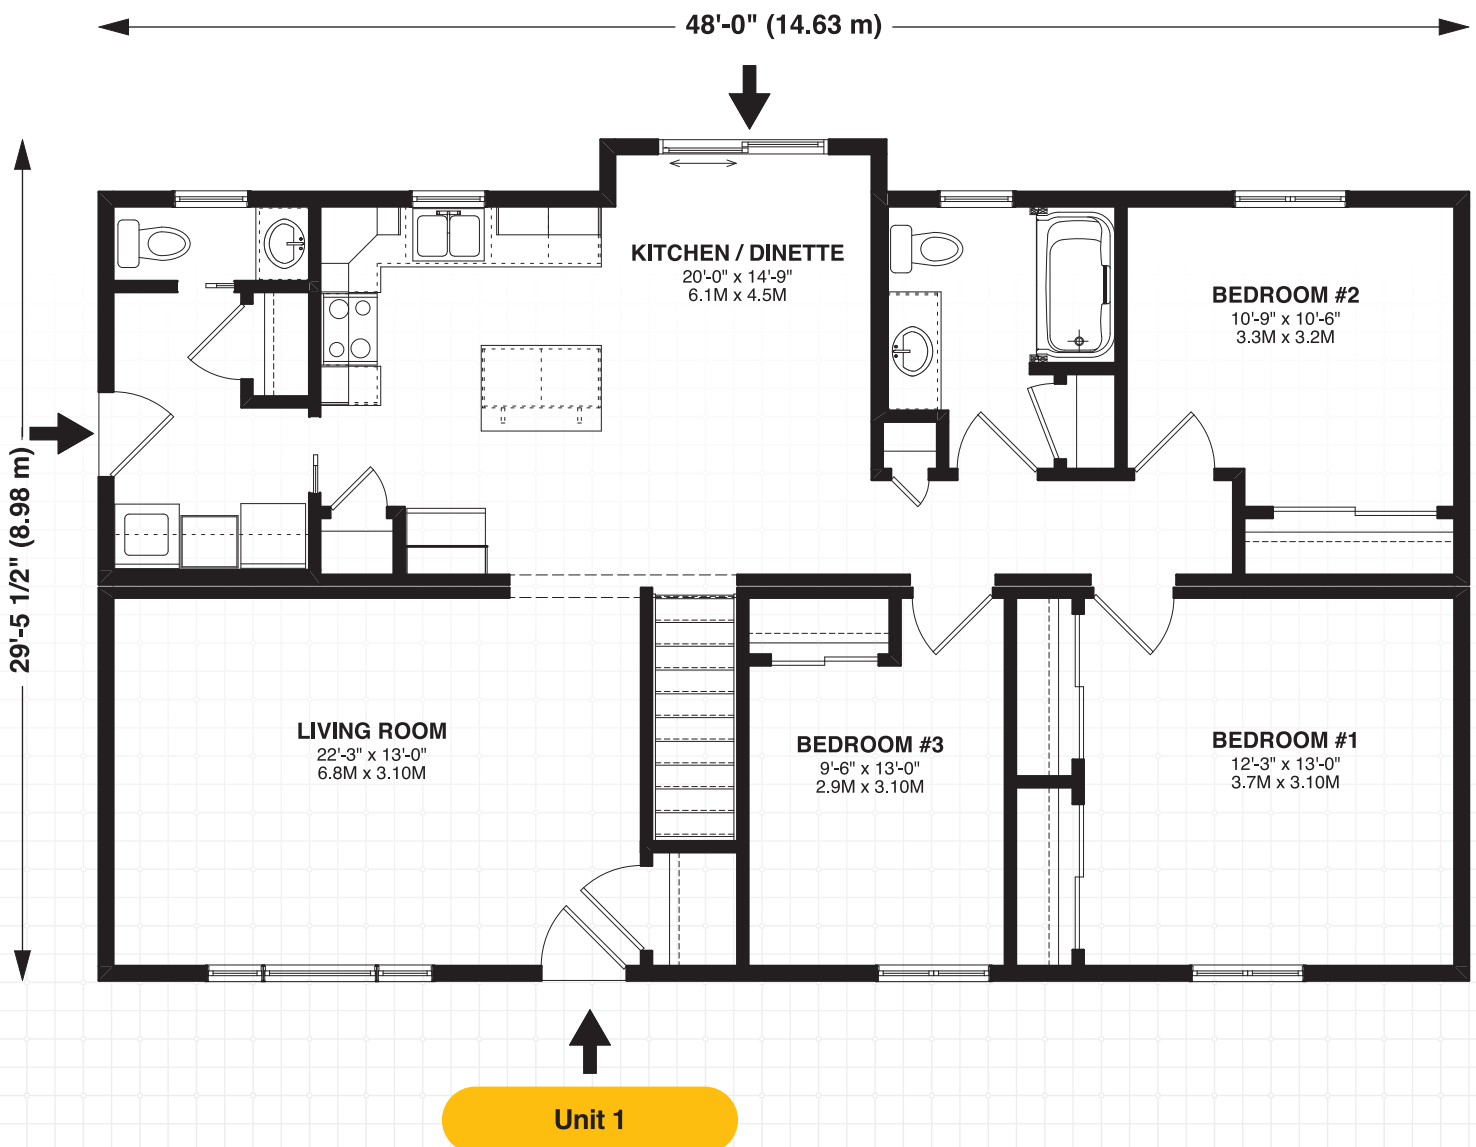 48'-0" (14.63 m)
29'-5 1/2" (8.98 m)
KITCHEN / DINETTE
20'-0" x 14'-9"
6.1M x 4.5M
BEDROOM #2
10'-9" x 10'-6"
3.3M x 3.2M
LIVING ROOM
22'-3" x 13'-0"
6.8M x 3.10M
BEDROOM #3
9'-6" x 13'-0"
2.9M x 3.10M
BEDROOM #1
12'-3" x 13'-0"
3.7M x 3.10M
Unit 1